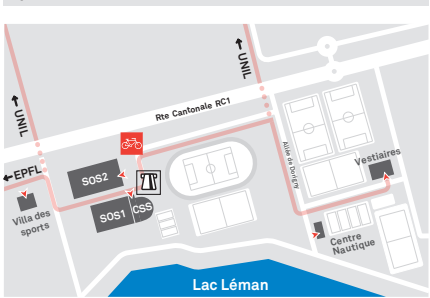 UNIL
UNIL
Rte Cantonale RC1
EPFL
SOS2
Allée de Dorigny
Vestiaires
Villa des
sports
SOS1
CSS
Centre
Nautique
Lac Léman